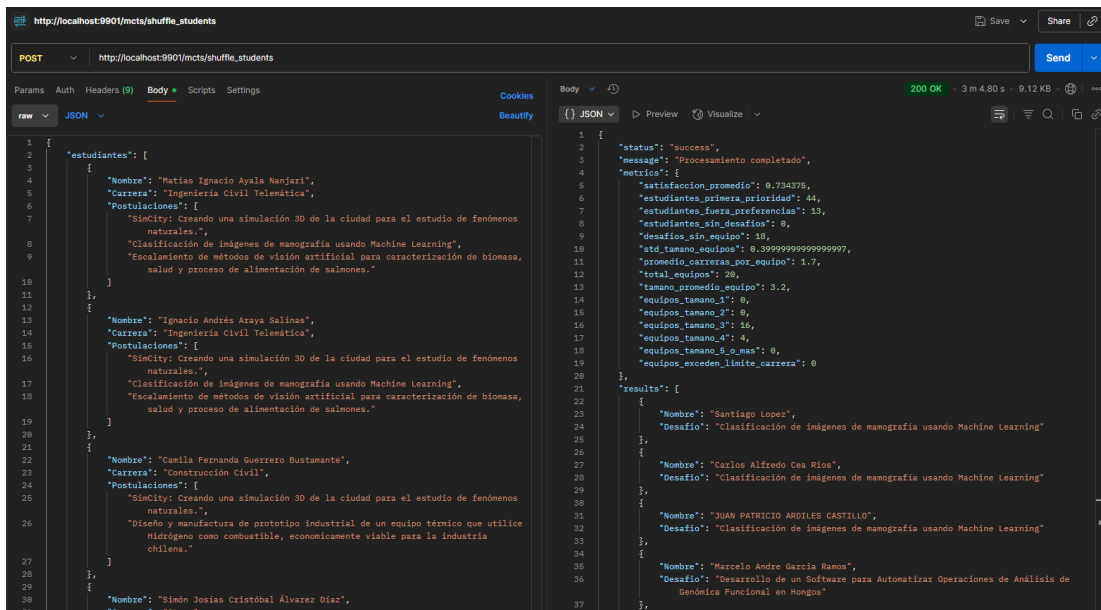 HTTP http://localhost:9901/mcts/shuffle_students
Save
Share
POST http://localhost:9901/mcts/shuffle_students
Send
Params Auth Headers (9) Body Scripts Settings
Cookies
raw JSON
Beautify
1 {
2 "estudiantes": [
3 {
4 "Nombre": "Matias Ignacio Ayala Nanjari",
5 "Carrera": "Ingeniería Civil Telemática",
6 "Postulaciones": [
7 "SimCity: Creando una simulación 3D de la ciudad para el estudio de fenómenos
naturales.",
8 "Clasificación de imágenes de mamografía usando Machine Learning",
9 "Escalamiento de métodos de visión artificial para caracterización de biomasa,
salud y proceso de alimentación de salmones."
10 ]
11 },
12 {
13 "Nombre": "Ignacio Andrés Araya Salinas",
14 "Carrera": "Ingeniería Civil Telemática",
15 "Postulaciones": [
16 "SimCity: Creando una simulación 3D de la ciudad para el estudio de fenómenos
naturales.",
17 "Clasificación de imágenes de mamografía usando Machine Learning",
18 "Escalamiento de métodos de visión artificial para caracterización de biomasa,
salud y proceso de alimentación de salmones."
19 ]
20 },
21 {
22 "Nombre": "Camila Fernanda Guerrero Bustamante",
23 "Carrera": "Construcción Civil",
24 "Postulaciones": [
25 "SimCity: Creando una simulación 3D de la ciudad para el estudio de fenómenos
naturales.",
26 "Diseño y manufactura de prototipo industrial de un equipo térmico que utilice
Hidrógeno como combustible, economicamente viable para la industria
chilena."
27 ]
28 },
29 {
30 "Nombre": "Simón Josías Cristóbal Álvarez Díaz",
Body
200 OK · 3 m 4.80 s · 9.12 KB
{} JSON Preview Visualize
1 {
2 "status": "success",
3 "message": "Procesamiento completado",
4 "metrics": {
5 "satisfaccion_promedio": 0.734375,
6 "estudiantes_primera_prioridad": 44,
7 "estudiantes_fuera_preferencias": 13,
8 "estudiantes_sin_desafios": 0,
9 "desafios_sin_equipo": 18,
10 "std_tamano_equipos": 0.39999999999999997,
11 "promedio_carreras_por_equipo": 1.7,
12 "total_equipos": 20,
13 "tamano_promedio_equipo": 3.2,
14 "equipos_tamano_1": 0,
15 "equipos_tamano_2": 0,
16 "equipos_tamano_3": 16,
17 "equipos_tamano_4": 4,
18 "equipos_tamano_5_o_mas": 0,
19 "equipos_exceden_limite_carrera": 0
20 },
21 "results": [
22 {
23 "Nombre": "Santiago Lopez",
24 "Desafio": "Clasificación de imágenes de mamografía usando Machine Learning"
25 },
26 {
27 "Nombre": "Carlos Alfredo Cea Ríos",
28 "Desafio": "Clasificación de imágenes de mamografía usando Machine Learning"
29 },
30 {
31 "Nombre": "JUAN PATRICIO ARDILES CASTILLO",
32 "Desafio": "Clasificación de imágenes de mamografía usando Machine Learning"
33 },
34 {
35 "Nombre": "Marcelo Andre Garcia Ramos",
36 "Desafio": "Desarrollo de un Software para Automatizar Operaciones de Análisis de
Genómica Funcional en Hongos"
37 },